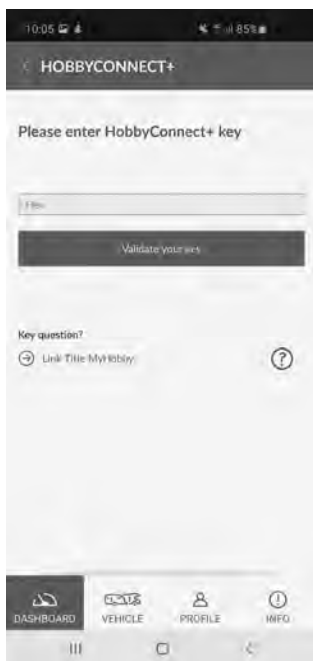 10:05 85%
HOBBYCONNECT+
Please enter HobbyConnect+ key
Validate your
Key question?
Link Title MyHobby
?
DASHBOARD VEHICLE PROFILE INFO